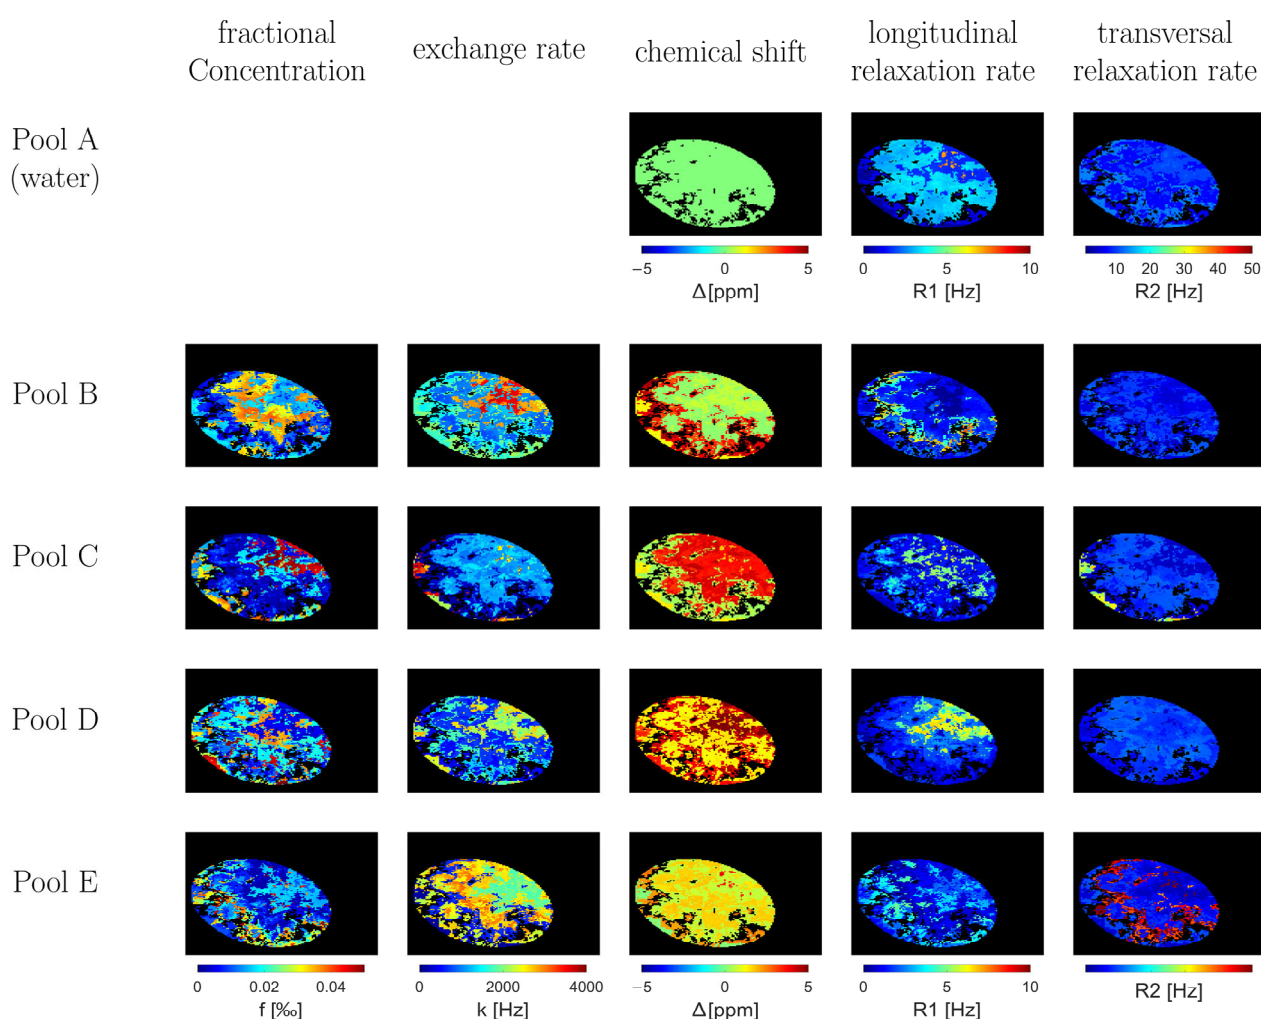 fractional
Concentration
exchange rate
chemical shift
longitudinal
relaxation rate
transversal
relaxation rate
Pool A
(water)
−5 0 5
Δ[ppm]
0 5 10
R1 [Hz]
10 20 30 40 50
R2 [Hz]
Pool B
Pool C
Pool D
Pool E
0 0.02 0.04
f [‰]
0 2000 4000
k [Hz]
−5 0 5
Δ[ppm]
0 5 10
R1 [Hz]
R2 [Hz]